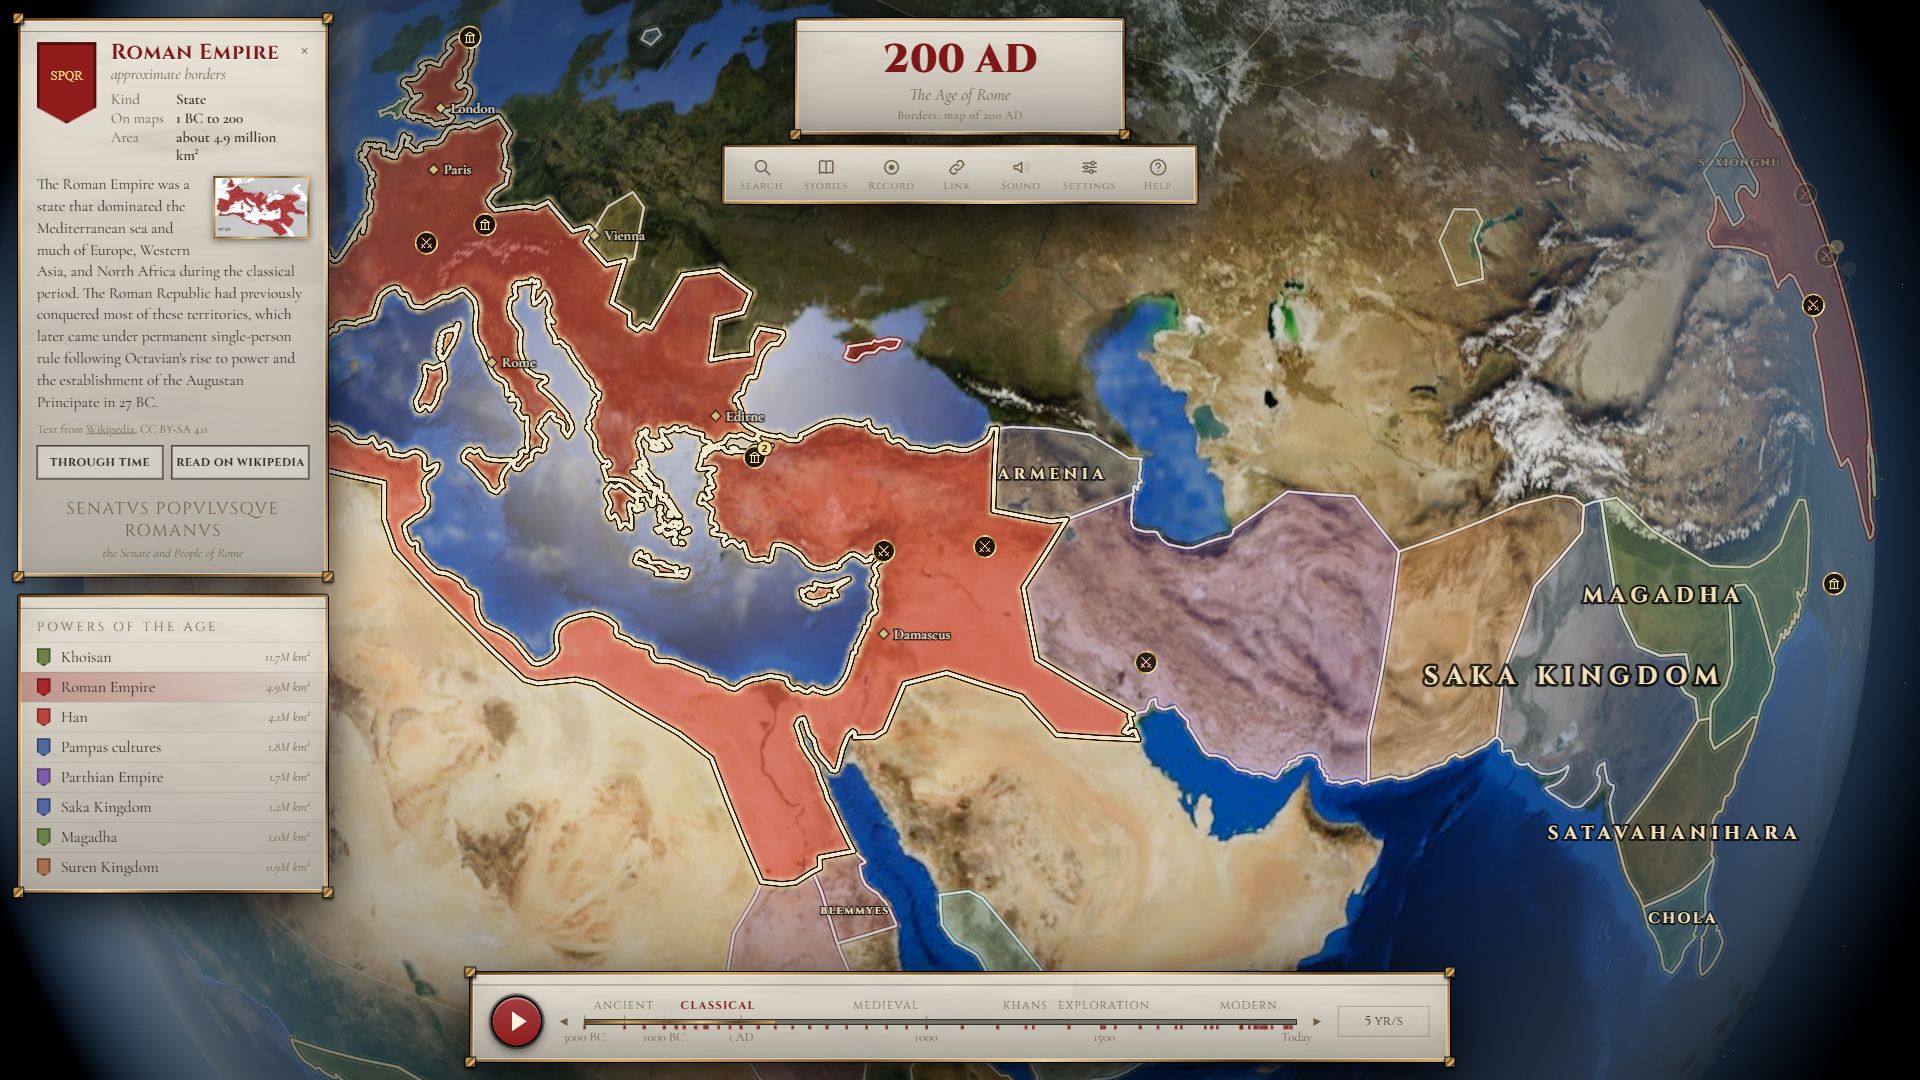 ROMAN EMPIRE
×
SPQR
approximate borders
Kind State
On maps 1 BC to 200
Area about 4.9 million
km²
The Roman Empire was a
state that dominated the
Mediterranean sea and
much of Europe, Western
Asia, and North Africa during the classical
period. The Roman Republic had previously
conquered most of these territories, which
later came under permanent single-person
rule following Octavian's rise to power and
the establishment of the Augustan
Principate in 27 BC.
Text from Wikipedia, CC BY-SA 4.0
THROUGH TIME
READ ON WIKIPEDIA
SENATVS POPVLVSQVE
ROMANVS
the Senate and People of Rome
POWERS OF THE AGE
Khoisan 11.7M km²
Roman Empire 4.9M km²
Han 4.1M km²
Pampas cultures 1.8M km²
Parthian Empire 1.7M km²
Saka Kingdom 1.2M km²
Magadha 1.0M km²
Suren Kingdom 0.9M km²
200 AD
The Age of Rome
Borders: map of 200 AD
SEARCH STORIES RECORD LINK SOUND SETTINGS HELP
London
Paris
Vienna
Rome
Edirne
2
Damascus
S. XIONGNU
ARMENIA
MAGADHA
SAKA KINGDOM
SATAVAHANIHARA
CHOLA
BLEMMYES
ANCIENT CLASSICAL MEDIEVAL KHANS EXPLORATION MODERN
3000 BC 1000 BC 1 AD 1000 1500 Today
5 YR/S